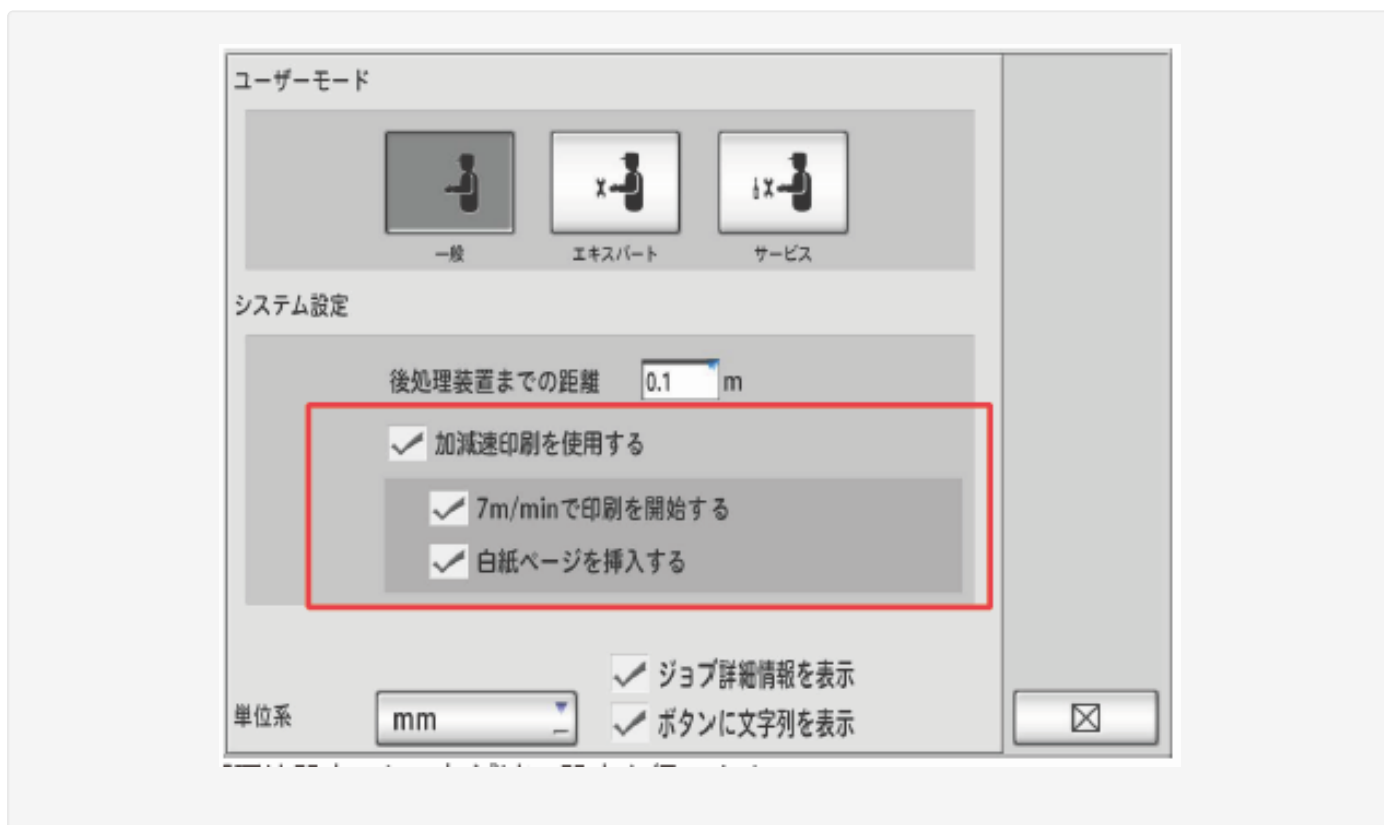 ユーザーモード
一般
エキスパート
サービス
システム設定
後処理装置までの距離 0.1 m
加減速印刷を使用する
7m/minで印刷を開始する
白紙ページを挿入する
ジョブ詳細情報を表示
単位系 mm
ボタンに文字列を表示